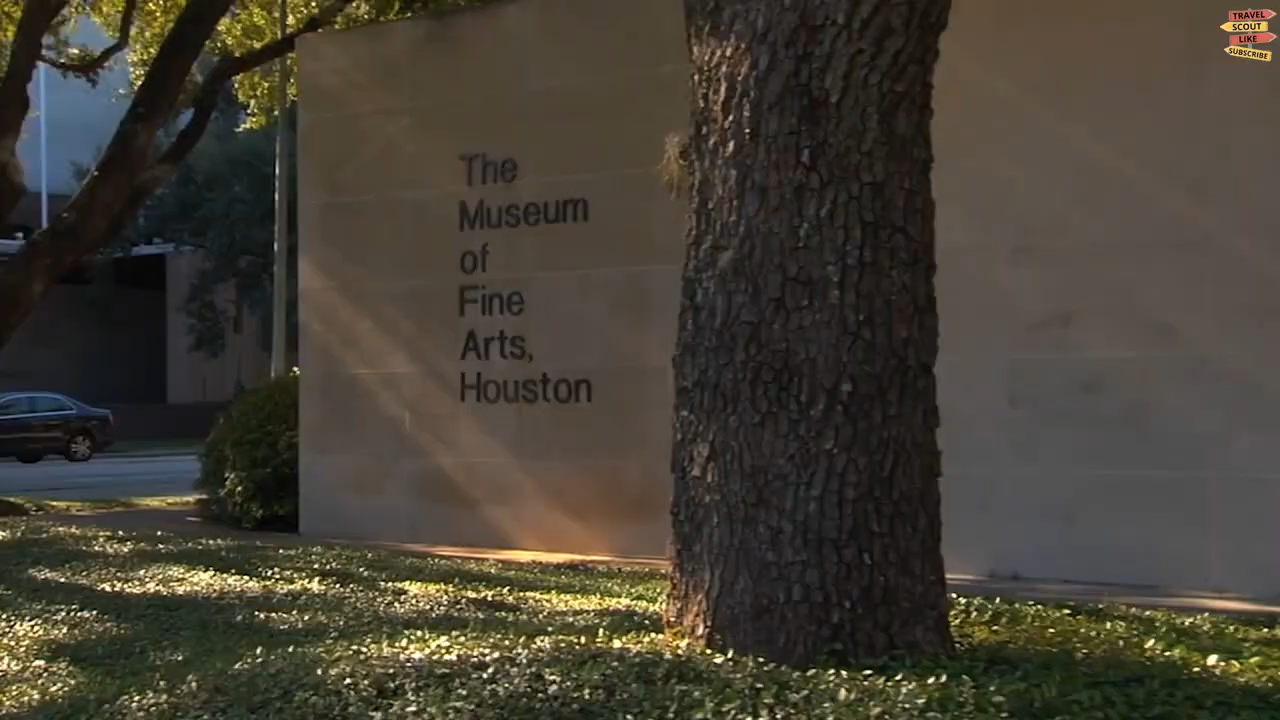 The
Museum
of
Fine
Arts,
Houston
TRAVEL
SCOUT
LIKE
SUBSCRIBE